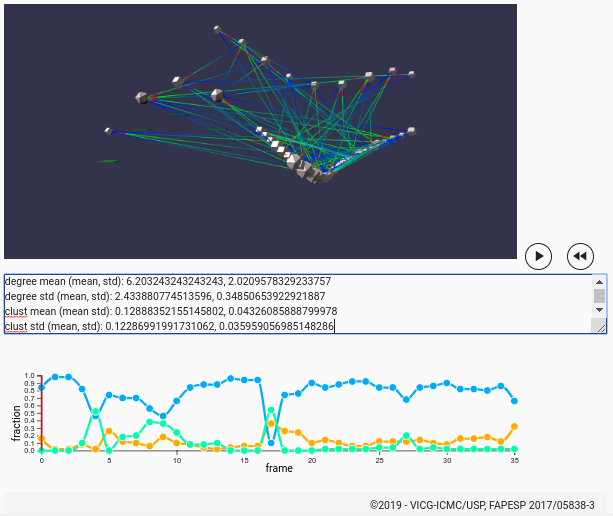 degree mean (mean, std): 6.203243243243243, 2.0209578329233757
degree std (mean, std): 2.433880774513596, 0.34850653922921887
clust mean (mean, std): 0.12888352155145802, 0.04326085888799978
clust std (mean, std): 0.12286991991731062, 0.035959056985148286
1.0
0.9
0.8
0.7
0.6
0.5
0.4
0.3
0.2
0.1
0.0
fraction
0 5 10 15 20 25 30 35
frame
©2019 - VICG-ICMC/USP, FAPESP 2017/05838-3